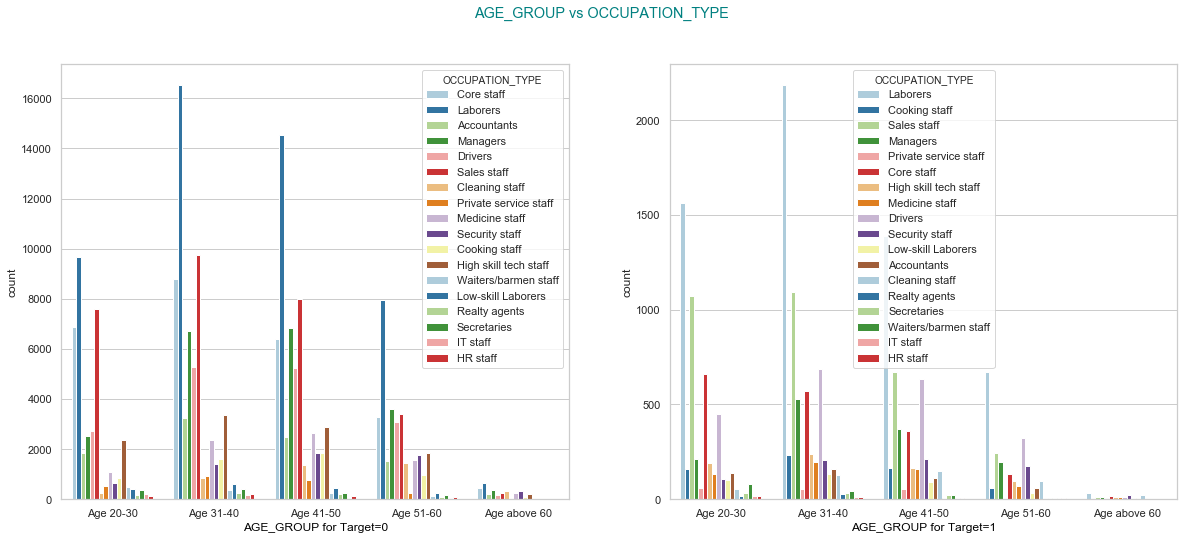 AGE_GROUP vs OCCUPATION_TYPE
count
16000
14000
12000
10000
8000
6000
4000
2000
0
OCCUPATION_TYPE
Core staff
Laborers
Accountants
Managers
Drivers
Sales staff
Cleaning staff
Private service staff
Medicine staff
Security staff
Cooking staff
High skill tech staff
Waiters/barmen staff
Low-skill Laborers
Realty agents
Secretaries
IT staff
HR staff
Age 20-30
Age 31-40
Age 41-50
Age 51-60
Age above 60
AGE_GROUP for Target=0
count
2000
1500
1000
500
0
OCCUPATION_TYPE
Laborers
Cooking staff
Sales staff
Managers
Private service staff
Core staff
High skill tech staff
Medicine staff
Drivers
Security staff
Low-skill Laborers
Accountants
Cleaning staff
Realty agents
Secretaries
Waiters/barmen staff
IT staff
HR staff
Age 20-30
Age 31-40
Age 41-50
Age 51-60
Age above 60
AGE_GROUP for Target=1